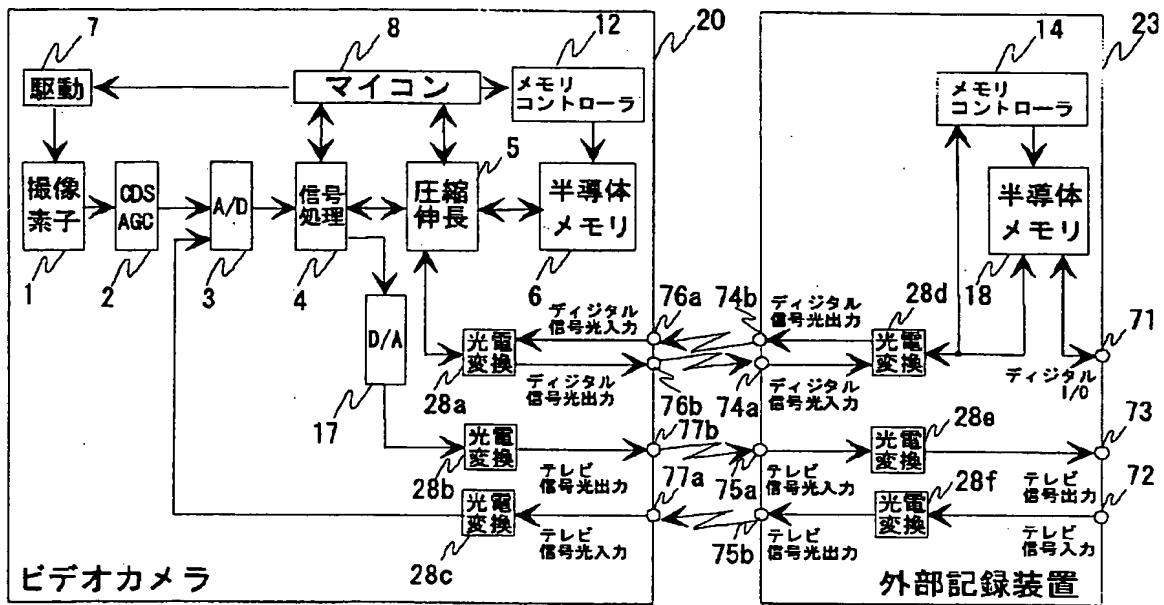 7
8
12
20
14
23
駆動
マイコン
メモリ
コントローラ
メモリ
コントローラ
5
撮像
素子
CDS
AGC
A/D
信号
処理
圧縮
伸長
半導体
メモリ
半導体
メモリ
1
2
3
4
6
18
76a
74b
28d
71
ディジタル
信号光入力
ディジタル
信号光出力
D/A
光電
変換
光電
変換
28a
ディジタル
信号光出力
ディジタル
信号光入力
ディジタル
I/O
76b
74a
17
77b
28e
73
光電
変換
光電
変換
28b
テレビ
信号光出力
77a
75a
テレビ
信号光入力
28f
テレビ
信号出力
72
光電
変換
光電
変換
28c
テレビ
信号光入力
75b
テレビ
信号光出力
テレビ
信号入力
ビデオカメラ
外部記録装置